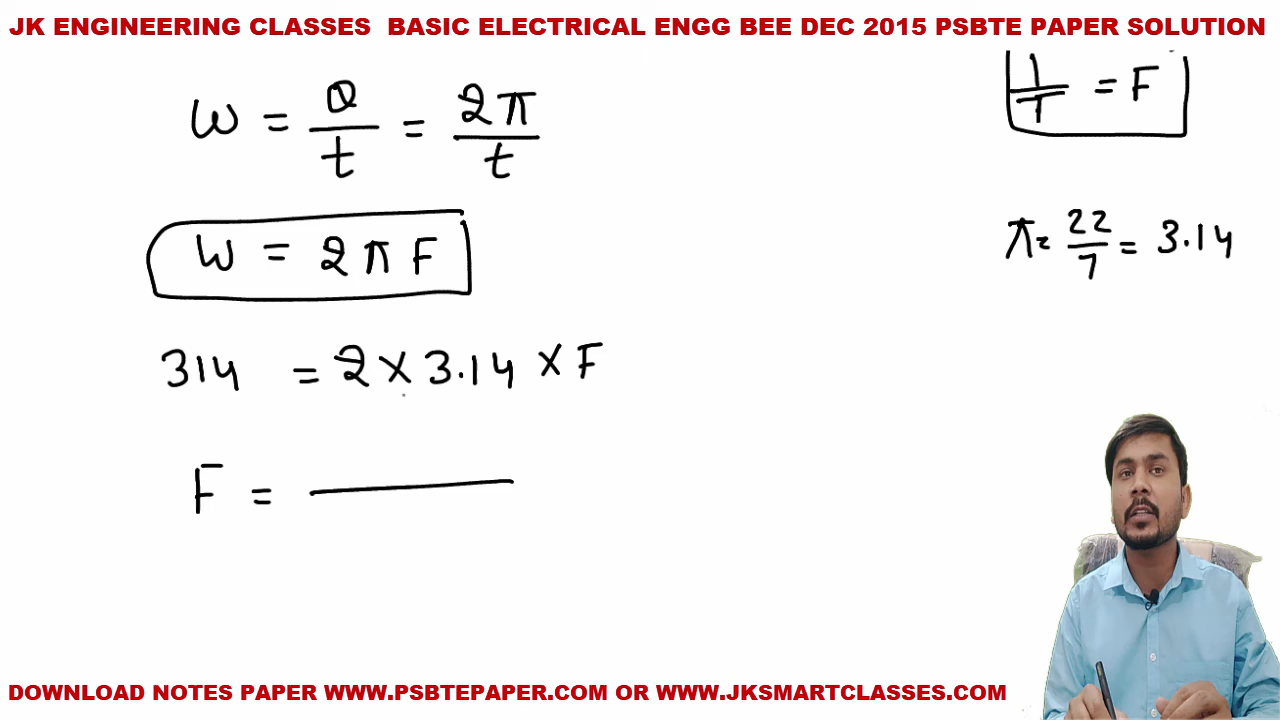 JK ENGINEERING CLASSES BASIC ELECTRICAL ENGG BEE DEC 2015 PSBTE PAPER SOLUTION
1/T = F
ω = θ/t = 2π/t
π = 22/7 = 3.14
ω = 2πF
314 = 2 × 3.14 × F
F =
DOWNLOAD NOTES PAPER WWW.PSBTEPAPER.COM OR WWW.JKSMARTCLASSES.COM